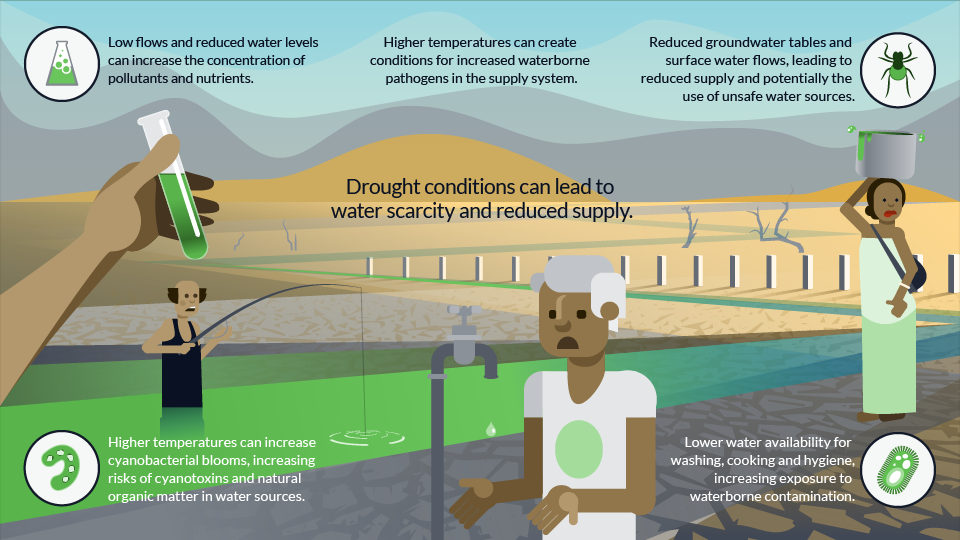 Low flows and reduced water levels
can increase the concentration of
pollutants and nutrients.
Higher temperatures can create
conditions for increased waterborne
pathogens in the supply system.
Reduced groundwater tables and
surface water flows, leading to
reduced supply and potentially the
use of unsafe water sources.
Drought conditions can lead to
water scarcity and reduced supply.
Higher temperatures can increase
cyanobacterial blooms, increasing
risks of cyanotoxins and natural
organic matter in water sources.
Lower water availability for
washing, cooking and hygiene,
increasing exposure to
waterborne contamination.